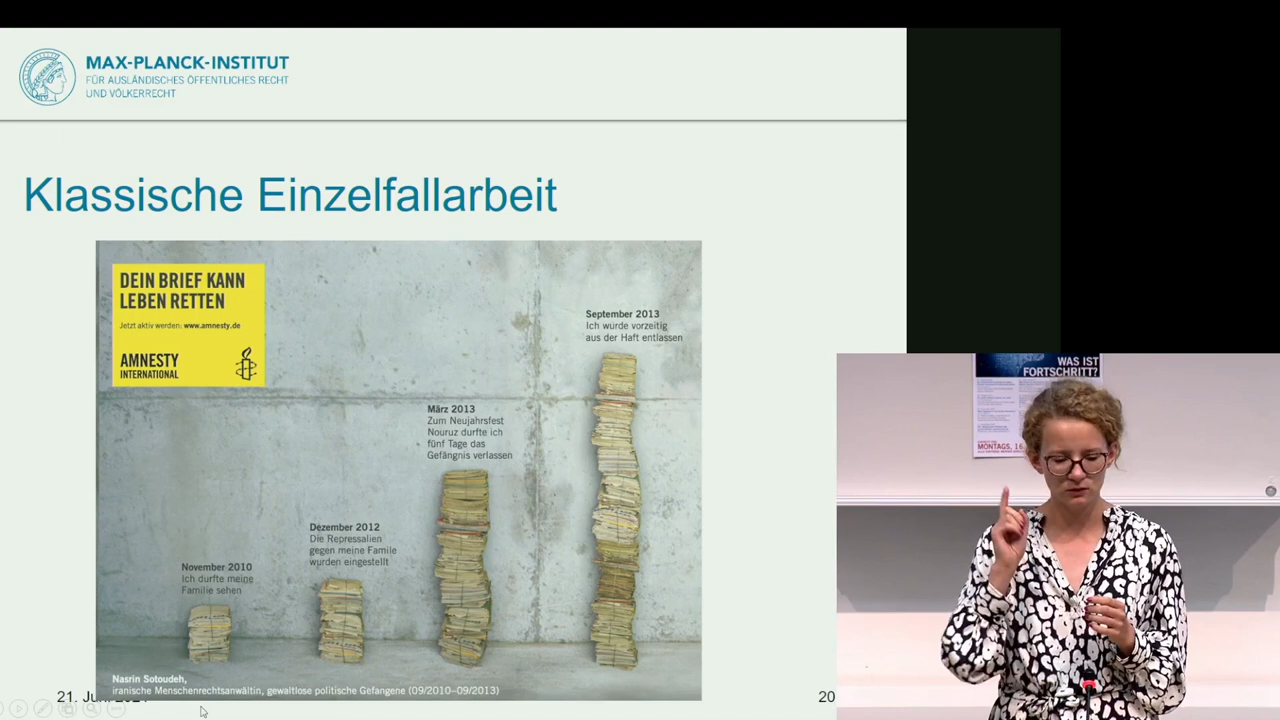 MAX-PLANCK-INSTITUT
FÜR AUSLÄNDISCHES ÖFFENTLICHES RECHT
UND VÖLKERRECHT
Klassische Einzelfallarbeit
DEIN BRIEF KANN
LEBEN RETTEN
Jetzt aktiv werden: www.amnesty.de
AMNESTY
INTERNATIONAL
November 2010
Ich durfte meine
Familie sehen
Dezember 2012
Die Repressalien
gegen meine Famile
wurden eingestellt
März 2013
Zum Neujahrsfest
Nouruz durfte ich
fünf Tage das
Gefängnis verlassen
September 2013
Ich wurde vorzeitig
aus der Haft entlassen
Nasrin Sotoudeh,
iranische Menschenrechtsanwältin, gewaltlose politische Gefangene (09/2010–09/2013)
21.
20
WAS IST
FORTSCHRITT?
MONTAGS, 16